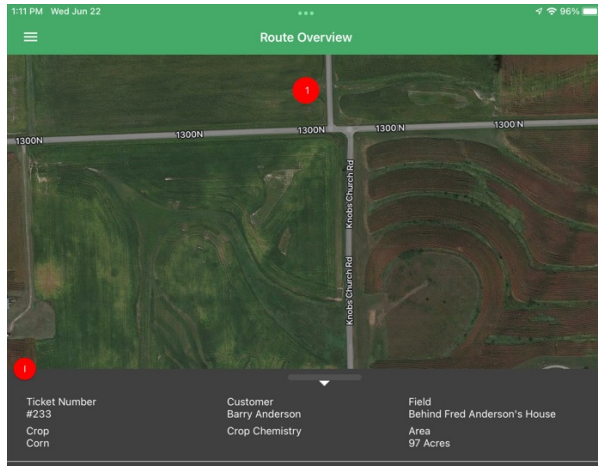 1:11 PM Wed Jun 22
96%
Route Overview
1
1300N
1300N
1300N
1300 N
1300 N
Knobs Church Rd
Knobs Church Rd
I
Ticket Number
#233
Customer
Barry Anderson
Field
Behind Fred Anderson's House
Crop
Corn
Crop Chemistry
Area
97 Acres